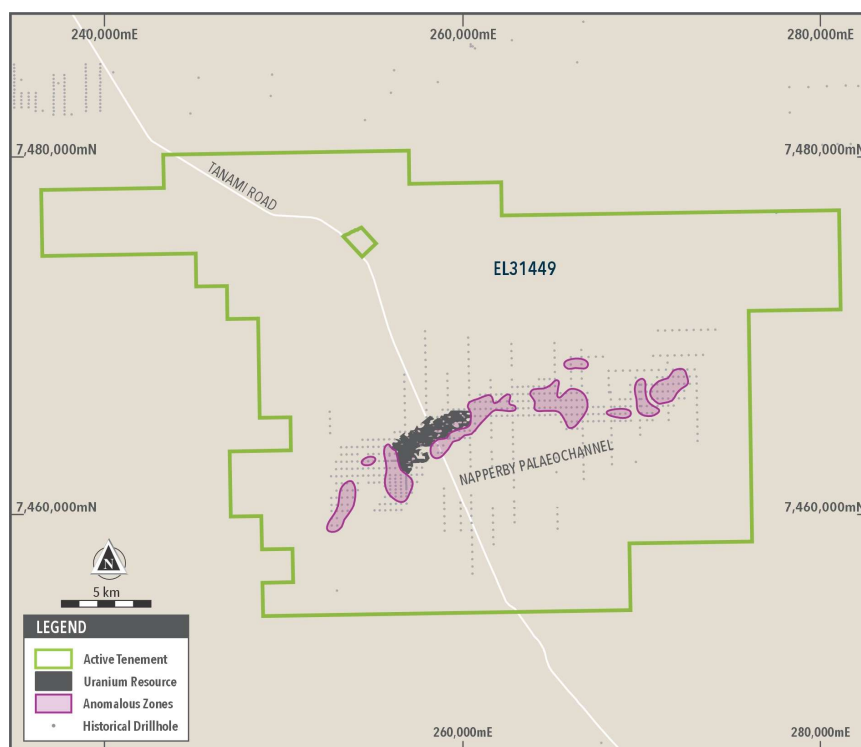 240,000mE
260,000mE
280,000mE
7,480,000mN
7,480,000mN
TANAMI ROAD
EL31449
NAPPERBY PALAEOCHANNEL
7,460,000mN
7,460,000mN
N
5 km
LEGEND
Active Tenement
Uranium Resource
Anomalous Zones
Historical Drillhole
260,000mE
280,000mE